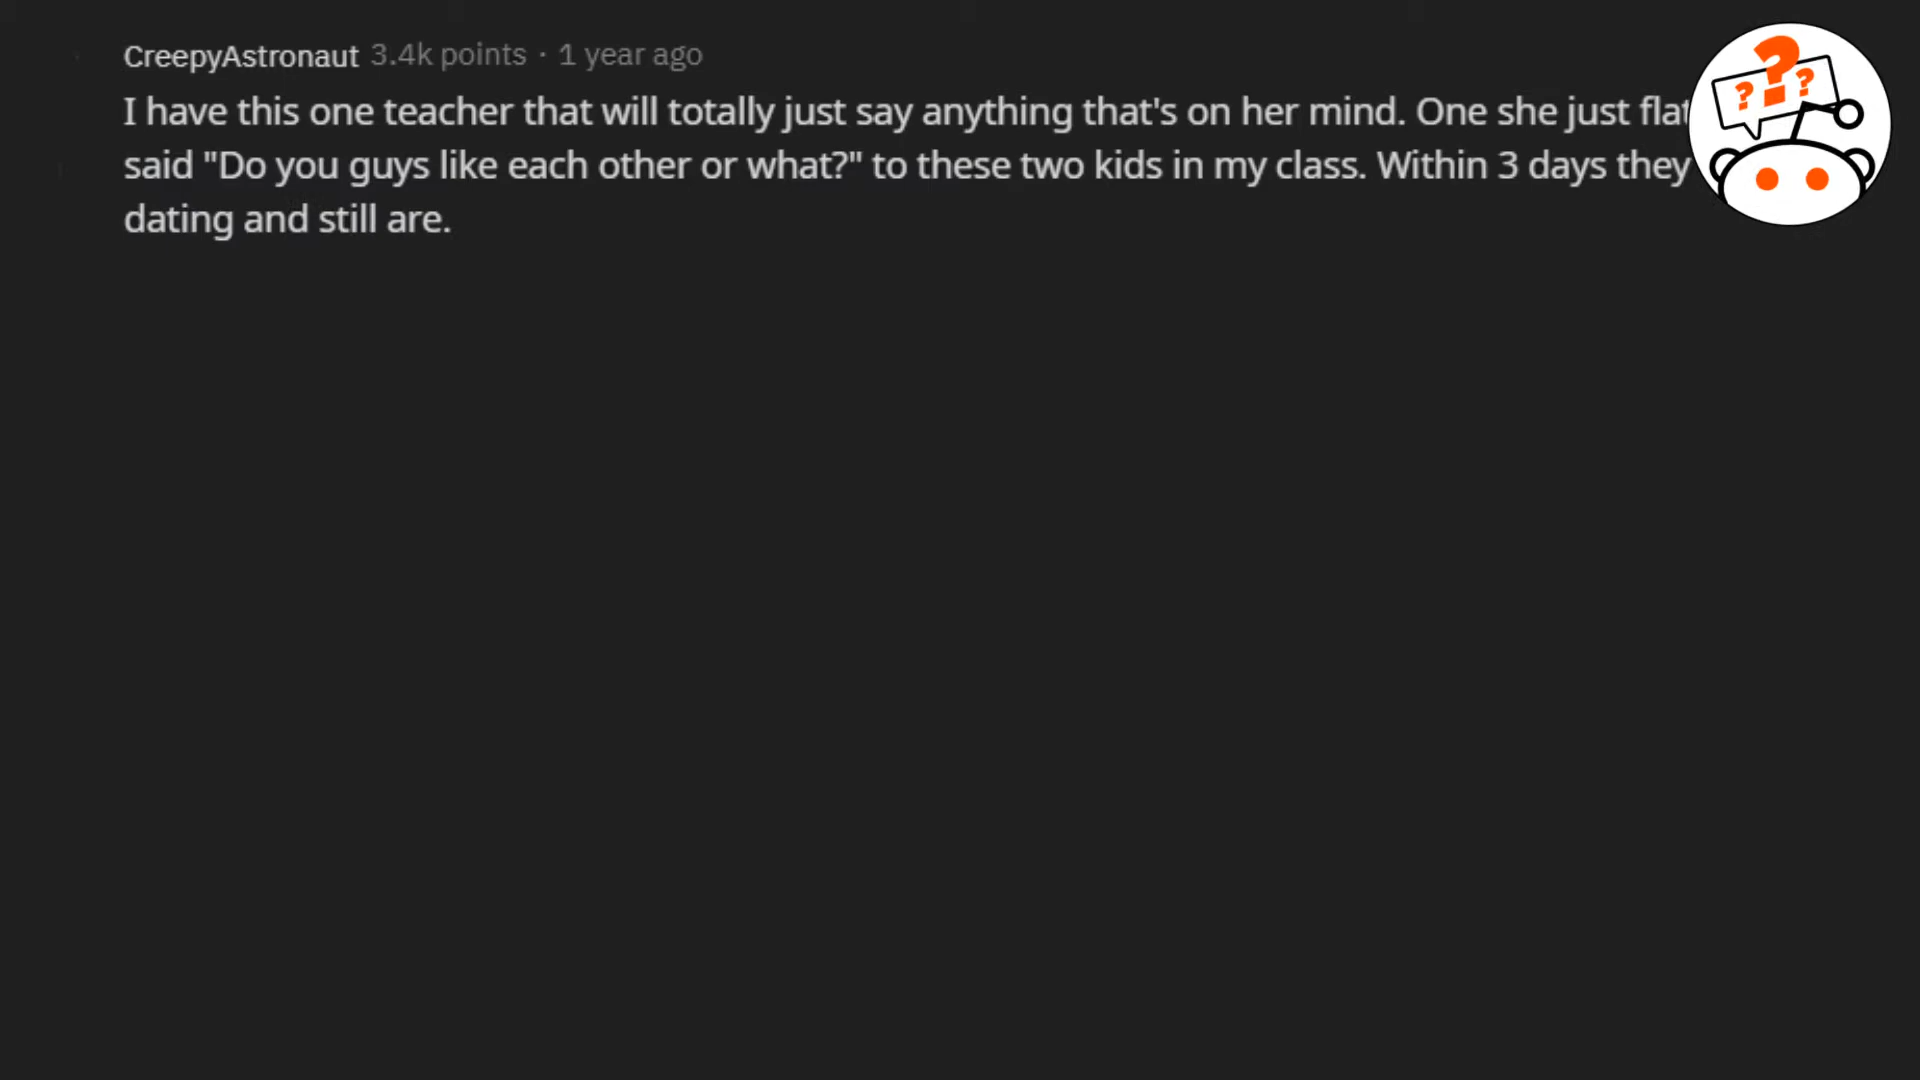 CreepyAstronaut 3.4k points · 1 year ago
I have this one teacher that will totally just say anything that's on her mind. One she just flat
said "Do you guys like each other or what?" to these two kids in my class. Within 3 days they
dating and still are.
? ? ?